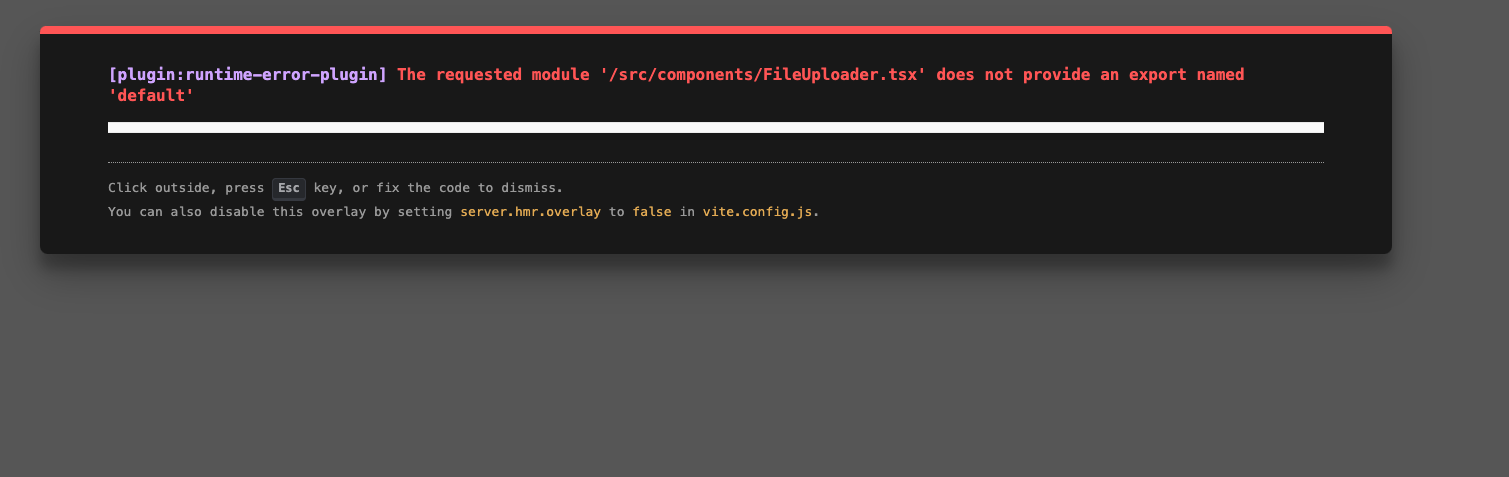 [plugin:runtime-error-plugin] The requested module '/src/components/FileUploader.tsx' does not provide an export named
'default'
Click outside, press Esc key, or fix the code to dismiss.
You can also disable this overlay by setting server.hmr.overlay to false in vite.config.js.